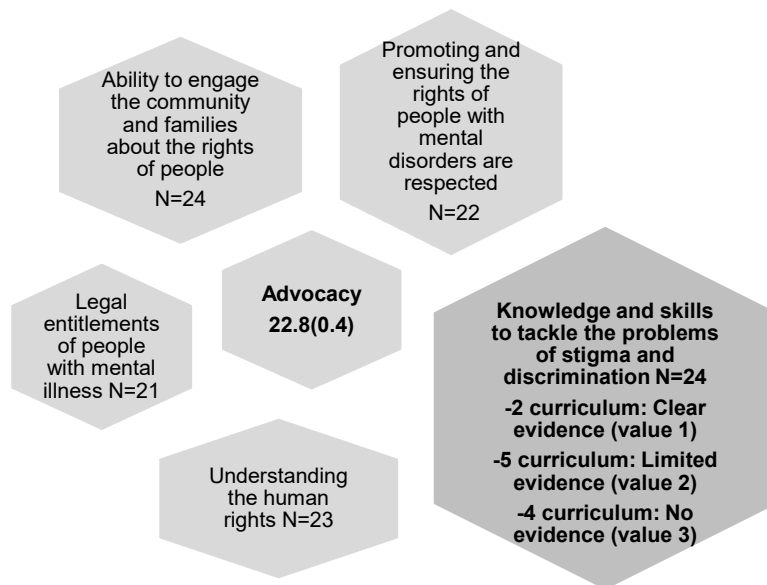 Ability to engage
the community
and families
about the rights
of people
N=24
Promoting and
ensuring the
rights of
people with
mental
disorders are
respected
N=22
Legal
entitlements
of people
with mental
illness N=21
Advocacy
22.8(0.4)
Knowledge and skills
to tackle the problems
of stigma and
discrimination N=24
-2 curriculum: Clear
evidence (value 1)
-5 curriculum: Limited
evidence (value 2)
-4 curriculum: No
evidence (value 3)
Understanding
the human
rights N=23